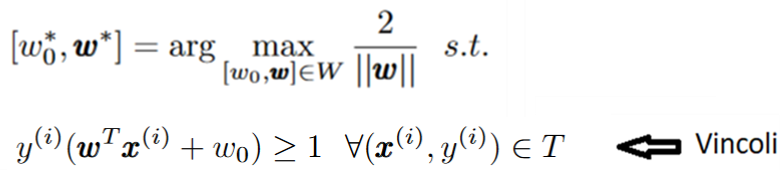 [w₀*, w*] = arg max_{[w₀,w]∈W} 2/||w|| s.t.
y⁽ⁱ⁾(wᵀx⁽ⁱ⁾ + w₀) ≥ 1 ∀(x⁽ⁱ⁾, y⁽ⁱ⁾) ∈ T Vincoli